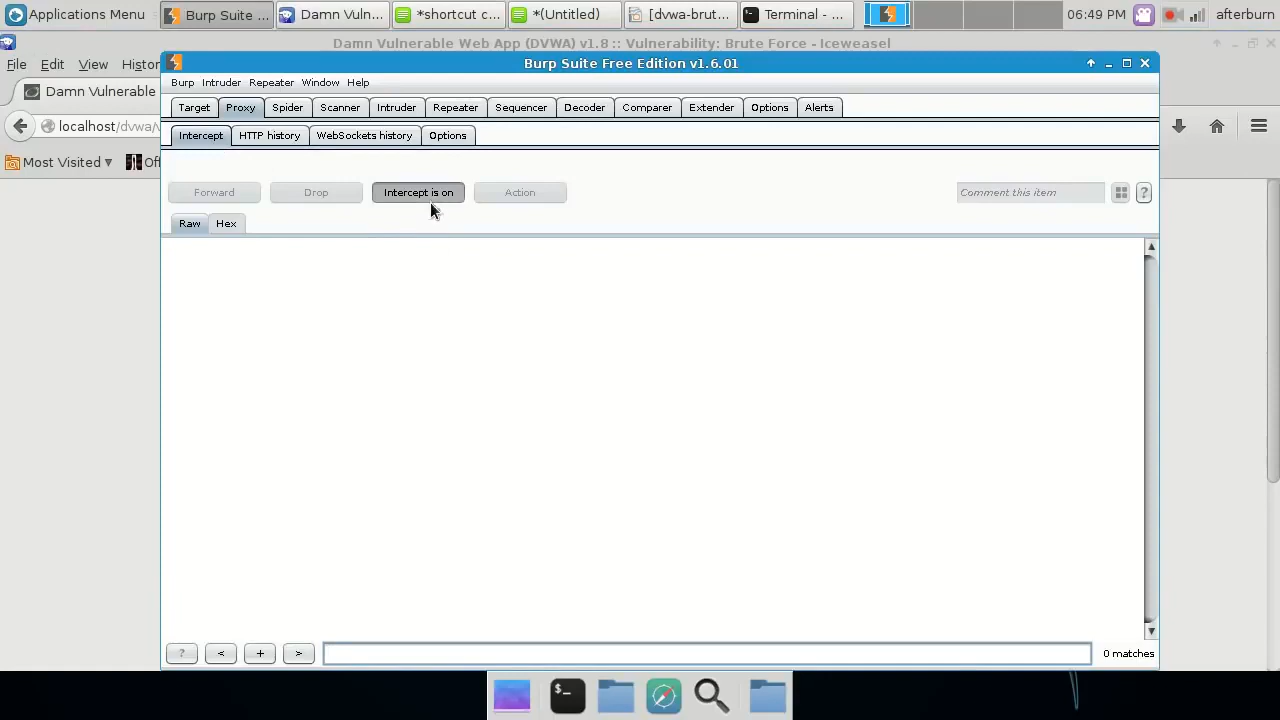 Applications Menu Burp Suite ... Damn Vuln... *shortcut c... *(Untitled) [dvwa-brut... Terminal - ... 06:49 PM afterburn
Damn Vulnerable Web App (DVWA) v1.8 :: Vulnerability: Brute Force - Iceweasel
File Edit View Histor
Damn Vulnerable
localhost/dvwa/v
Most Visited Of
Burp Suite Free Edition v1.6.01
Burp Intruder Repeater Window Help
Target Proxy Spider Scanner Intruder Repeater Sequencer Decoder Comparer Extender Options Alerts
Intercept HTTP history WebSockets history Options
Forward Drop Intercept is on Action Comment this item ?
Raw Hex
? < + > 0 matches
$_